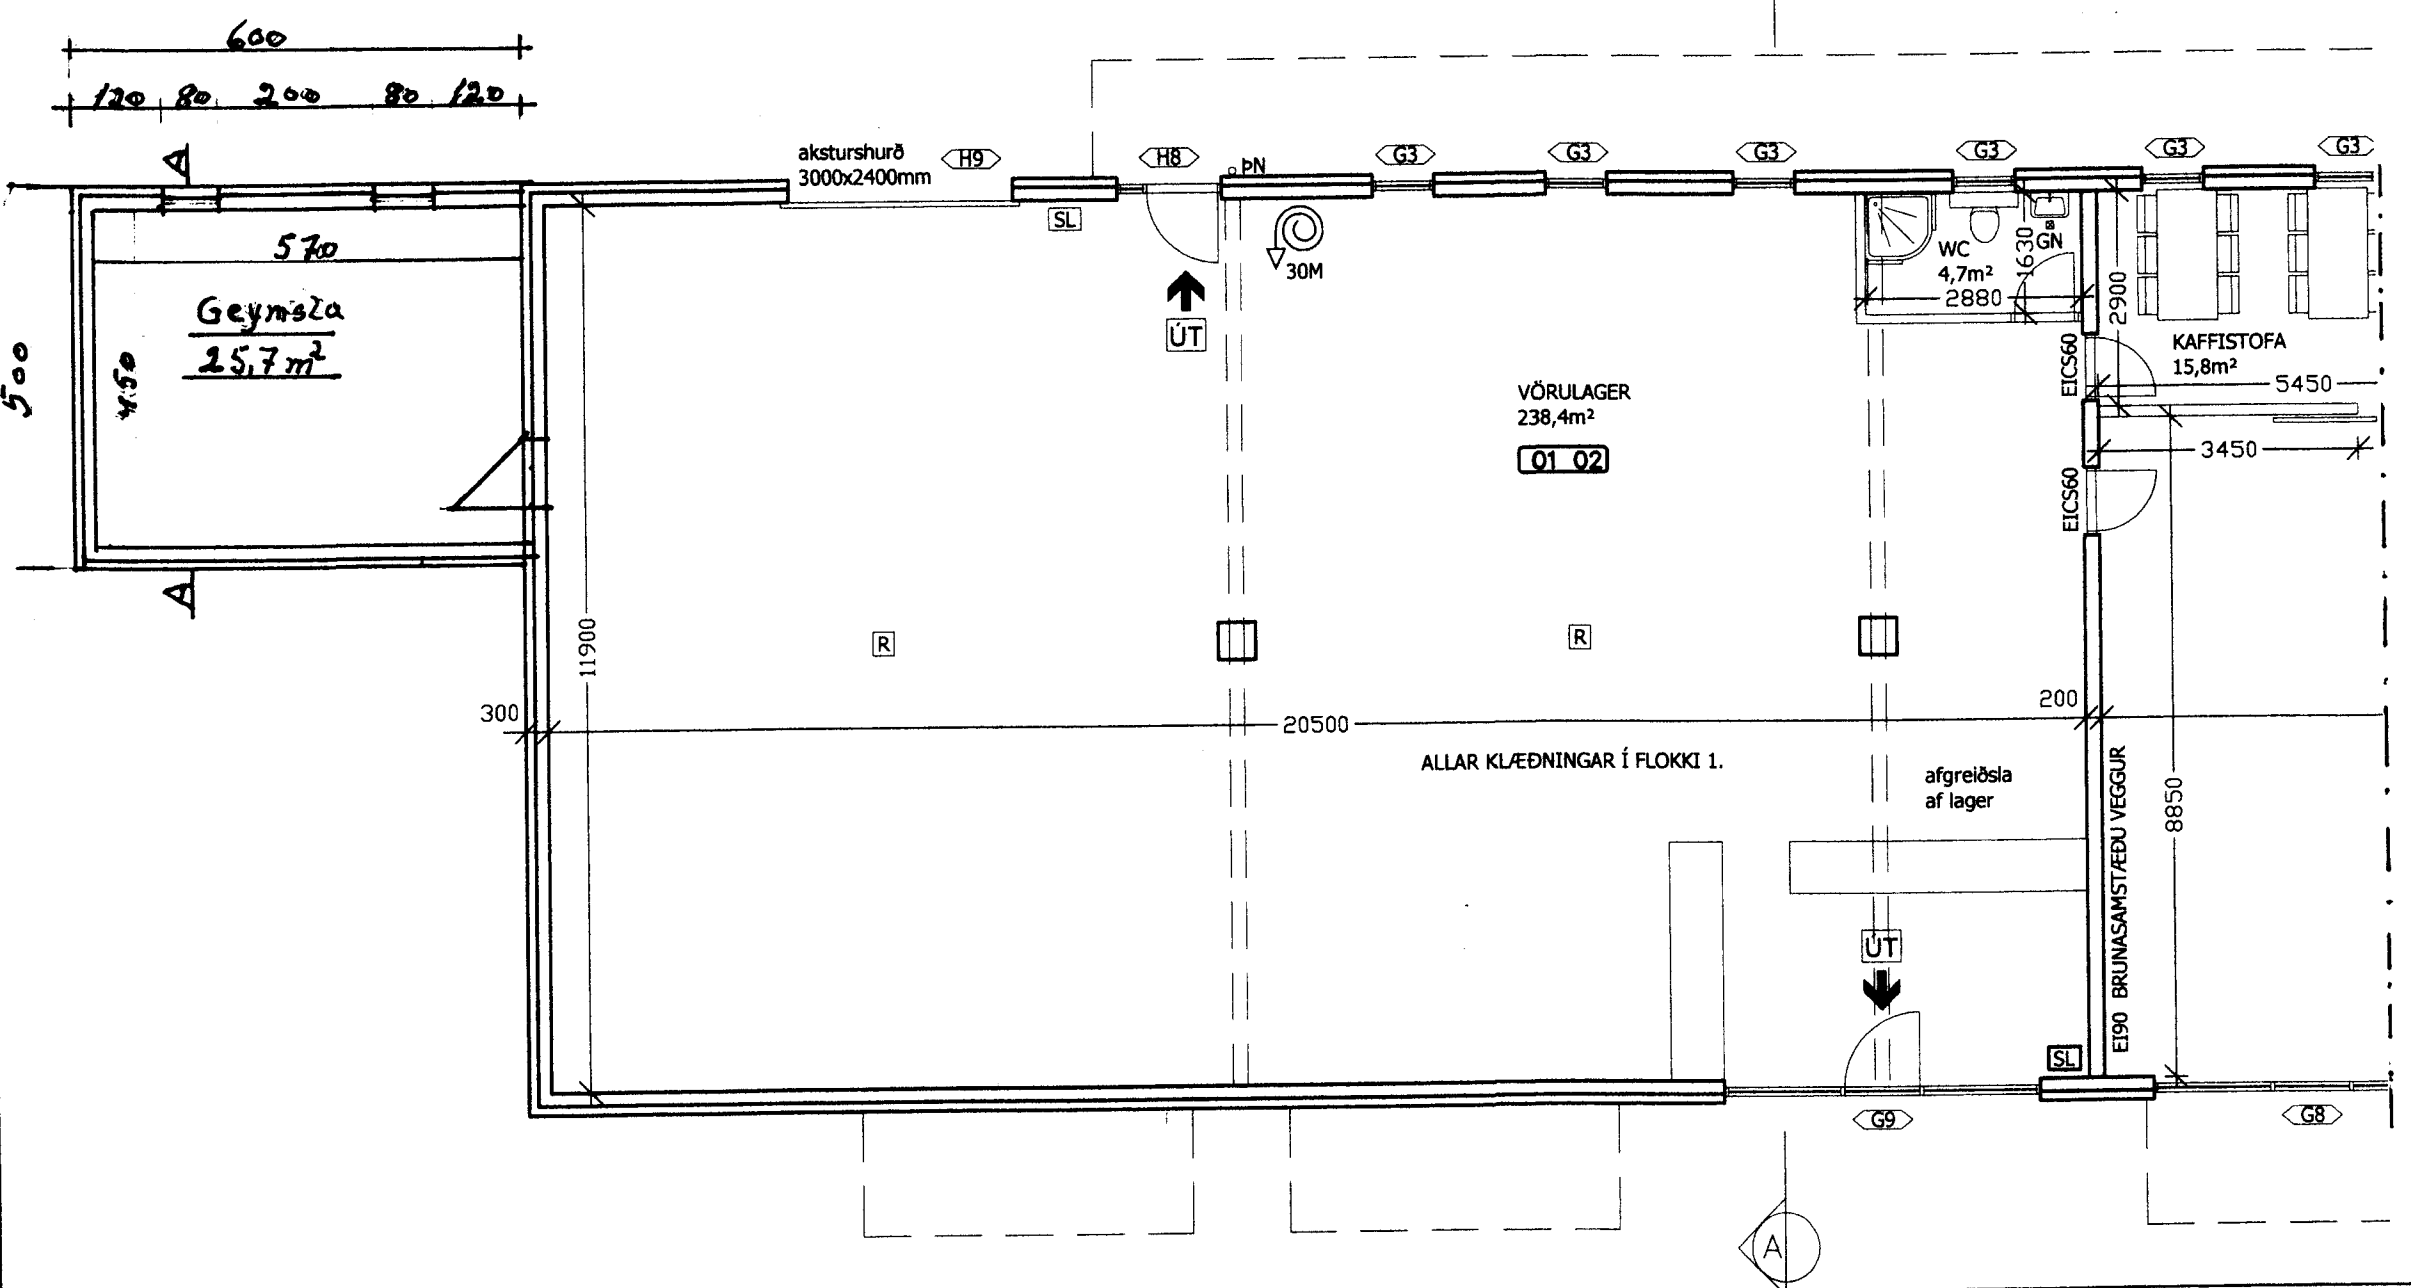 600
120 80 200 80 120
A
aksturshurð
3000x2400mm
H9
H8
ÞN
G3
G3
G3
G3
G3
G3
SL
30M
570
Geymsla
25,7 m²
500
450
A
ÚT
WC
4,7m²
1630
GN
2880
2900
KAFFISTOFA
15,8m²
EICS60
5450
3450
EICS60
VÖRULAGER
238,4m²
01 02
11900
R
R
300
20500
200
ALLAR KLÆÐNINGAR Í FLOKKI 1.
afgreiðsla
af lager
EI90 BRUNASAMSTÆÐU VEGGUR
8850
ÚT
SL
G9
G8
A